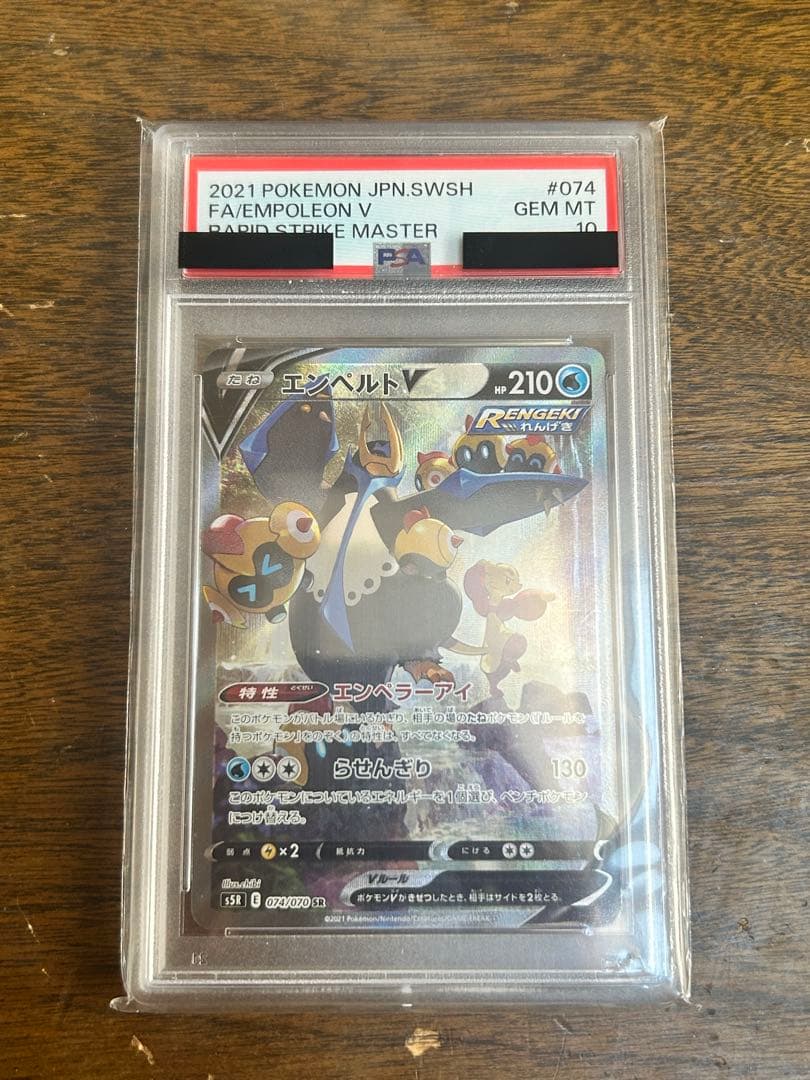 2021 POKEMON JPN.SWSH #074
FA/EMPOLEON V GEM MT
RAPID STRIKE MASTER 10
PSA
たね エンペルトV HP210
RENGEKI
れんげき
特性 とくせい エンペラーアイ
このポケモンがバトル場にいるかぎり、相手の場のたねポケモン(「ルールを
持つポケモン」をのぞく)の特性は、すべてなくなる。
らせんぎり 130
このポケモンについているエネルギーを1個選び、ベンチポケモン
につけ替える。
弱点 ×2 抵抗力 にげる
Illus. chibi
Vルール
s5R E 074/070 SR ポケモンVがきぜつしたとき、相手はサイドを2枚とる。
©2021 Pokémon/Nintendo/Creatures/GAME FREAK